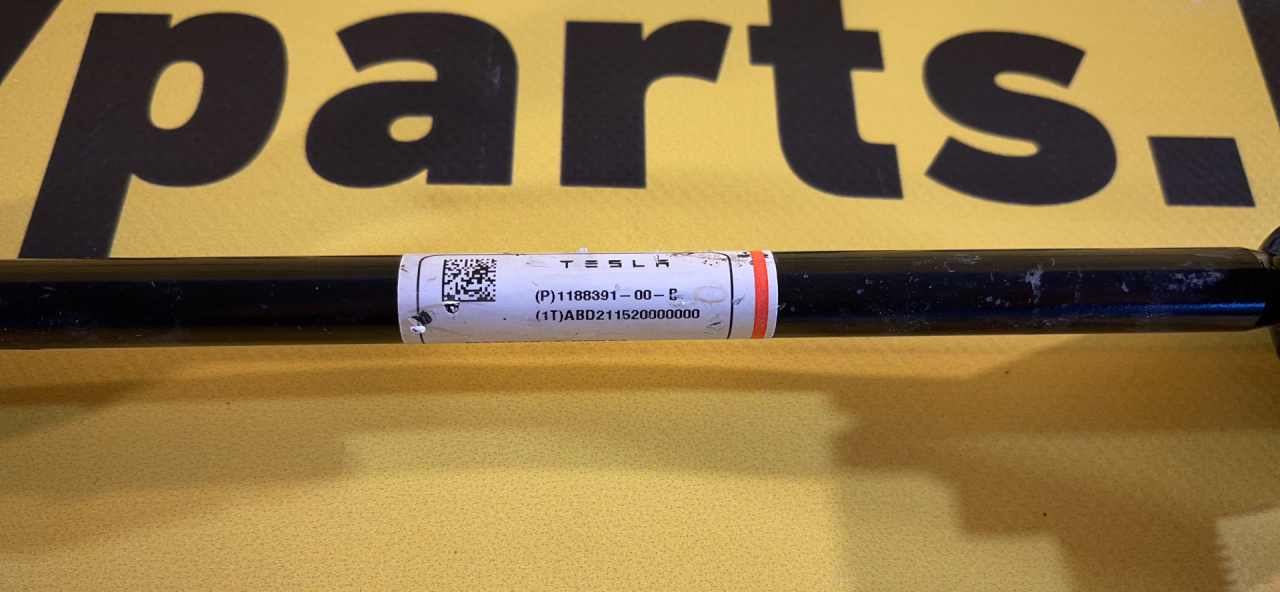 parts.
TESLA
(P)1188391-00-B
(1T)ABD211520000000